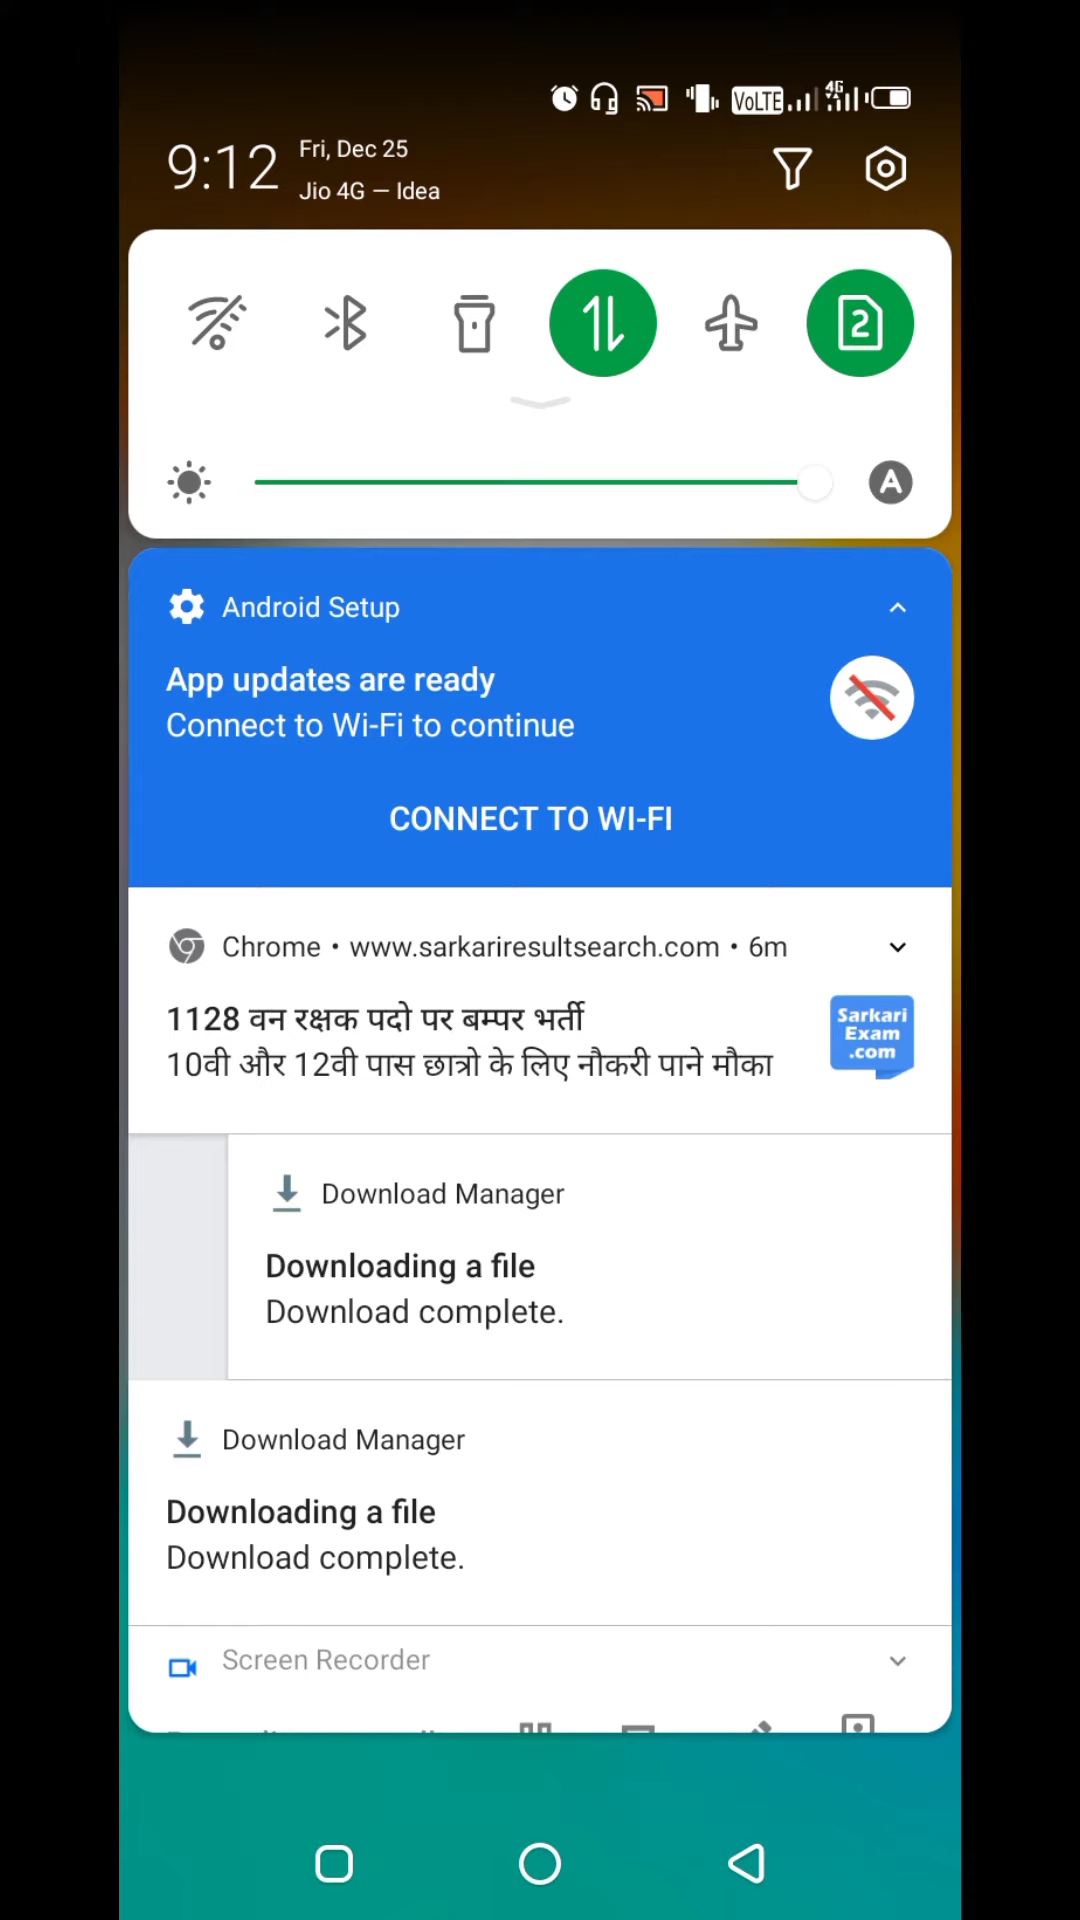 VoLTE 4G
9:12
Fri, Dec 25
Jio 4G — Idea
2
A
Android Setup
App updates are ready
Connect to Wi-Fi to continue
CONNECT TO WI-FI
Chrome • www.sarkariresultsearch.com • 6m
1128 वन रक्षक पदो पर बम्पर भर्ती
10वी और 12वी पास छात्रो के लिए नौकरी पाने मौका
Sarkari
Exam
.com
Download Manager
Downloading a file
Download complete.
Download Manager
Downloading a file
Download complete.
Screen Recorder